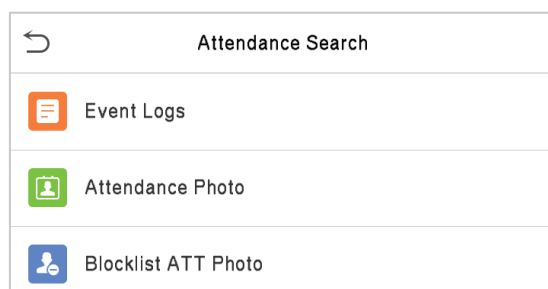 Attendance Search
Event Logs
Attendance Photo
Blocklist ATT Photo